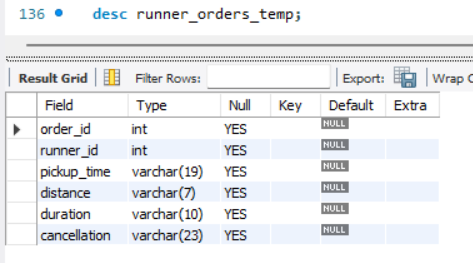 136 desc runner_orders_temp;
Result Grid Filter Rows: Export: Wrap C
Field Type Null Key Default Extra
order_id int YES NULL
runner_id int YES NULL
pickup_time varchar(19) YES NULL
distance varchar(7) YES NULL
duration varchar(10) YES NULL
cancellation varchar(23) YES NULL